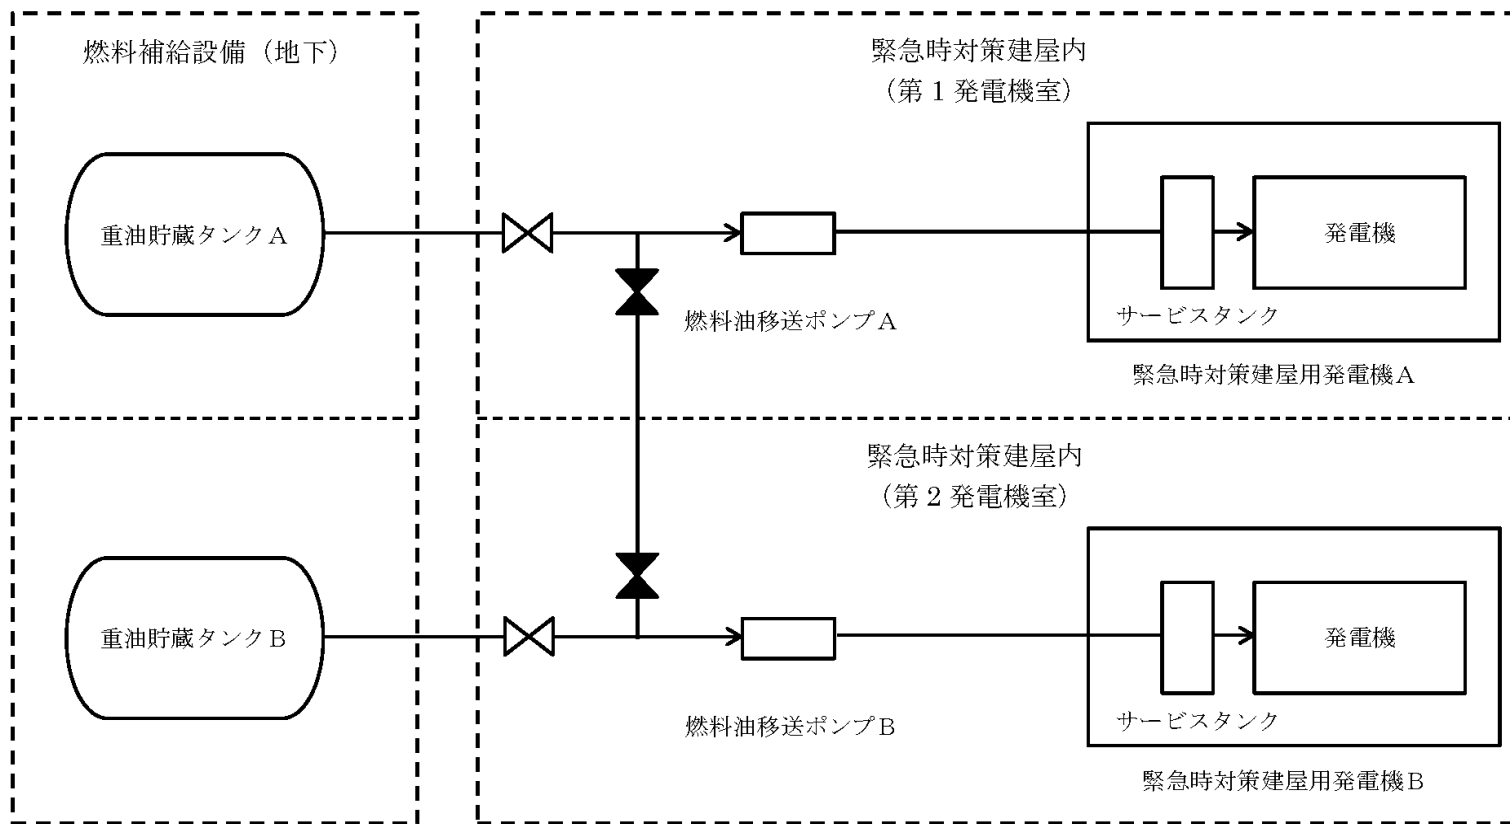 燃料補給設備（地下）
緊急時対策建屋内
（第１発電機室）
重油貯蔵タンクＡ
発電機
燃料油移送ポンプＡ
サービスタンク
緊急時対策建屋用発電機Ａ
緊急時対策建屋内
（第２発電機室）
重油貯蔵タンクＢ
発電機
燃料油移送ポンプＢ
サービスタンク
緊急時対策建屋用発電機Ｂ